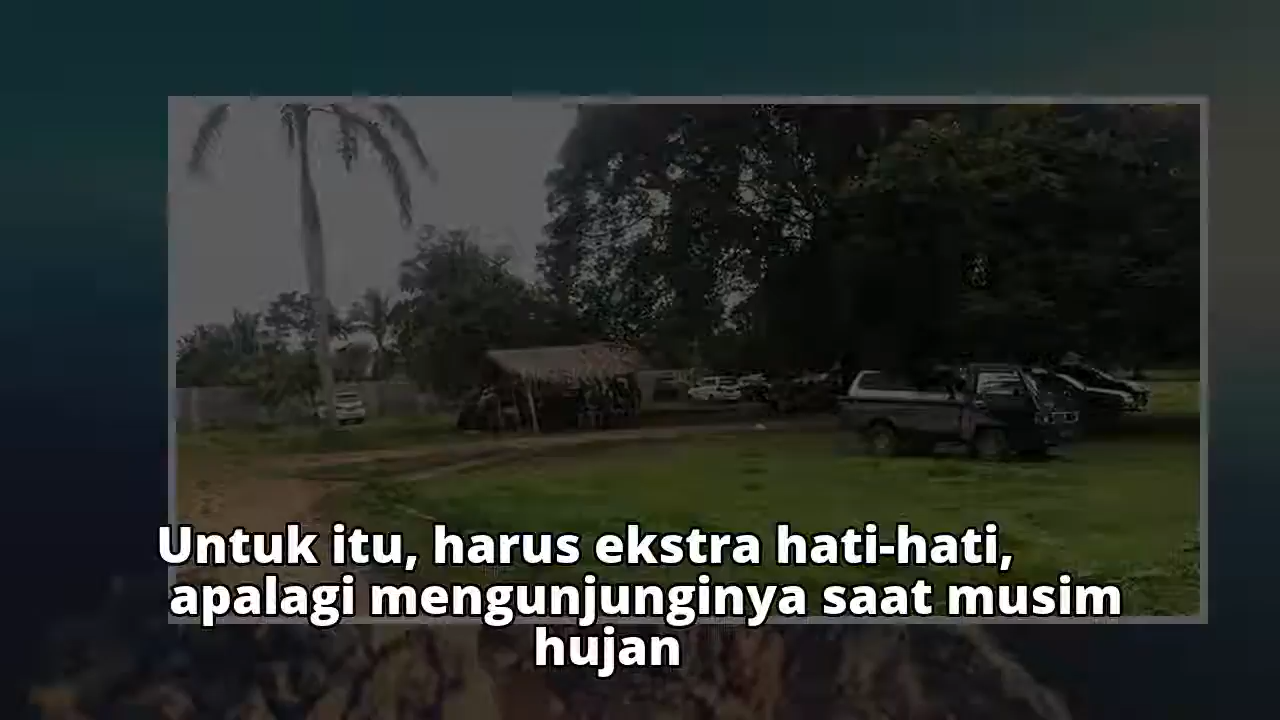 Untuk itu, harus ekstra hati-hati,
apalagi mengunjunginya saat musim
hujan